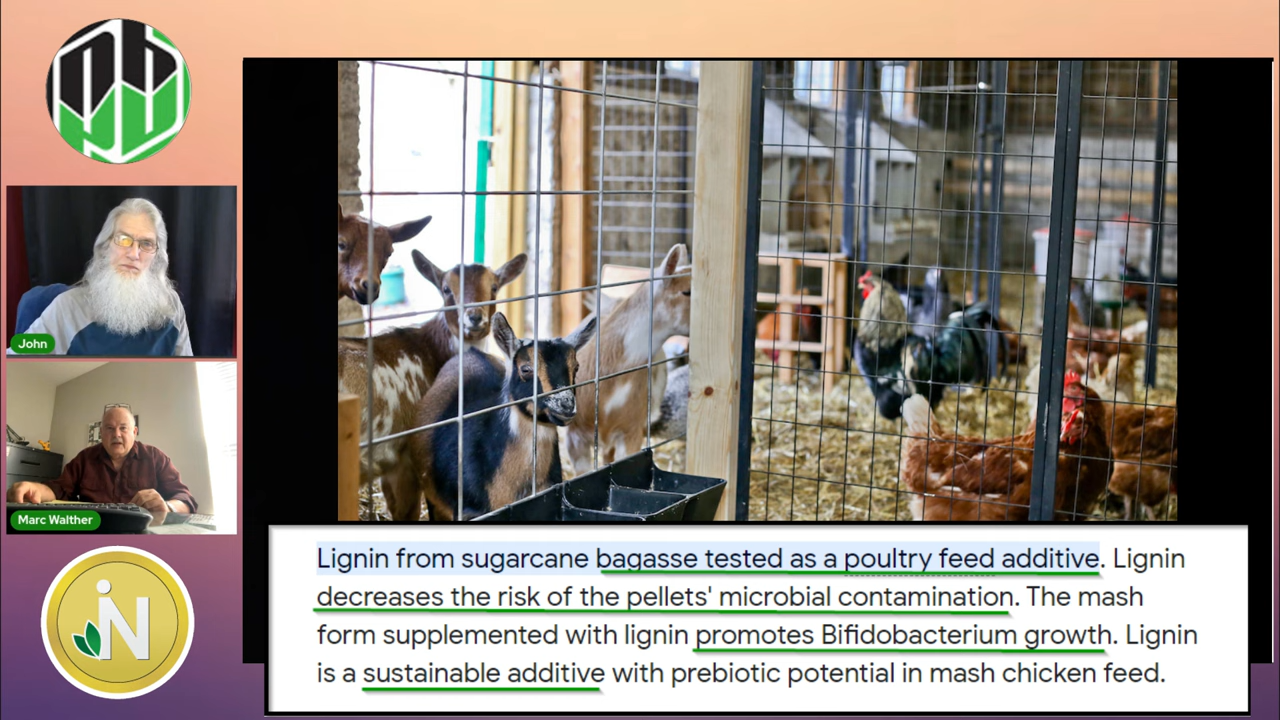 John
Marc Walther
iN
Lignin from sugarcane bagasse tested as a poultry feed additive. Lignin
decreases the risk of the pellets' microbial contamination. The mash
form supplemented with lignin promotes Bifidobacterium growth. Lignin
is a sustainable additive with prebiotic potential in mash chicken feed.